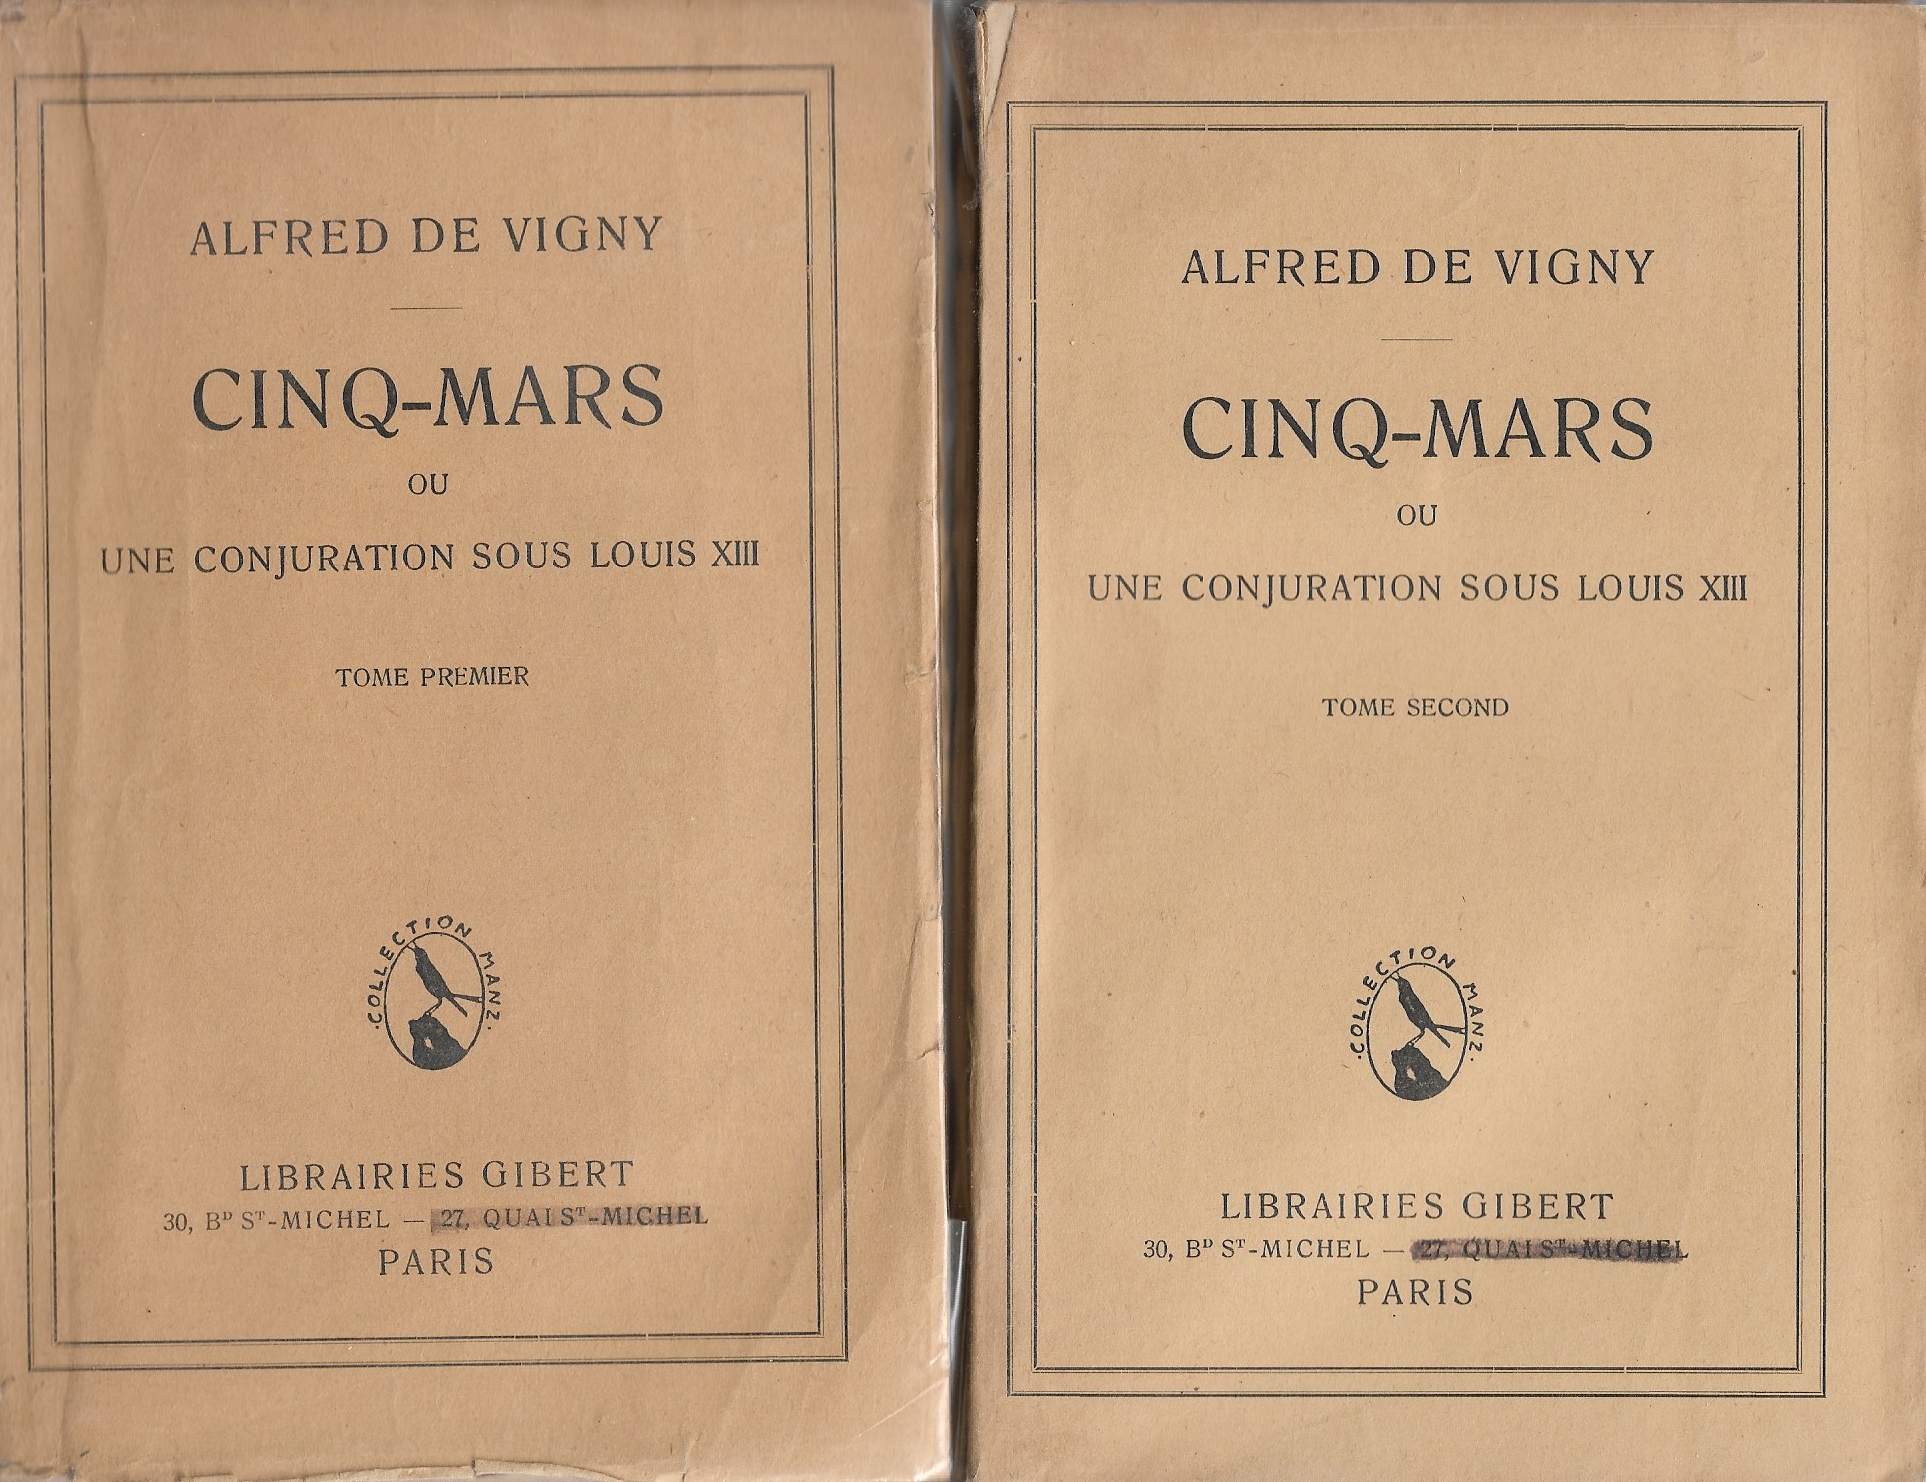 ALFRED DE VIGNY
CINQ-MARS
OU
UNE CONJURATION SOUS LOUIS XIII
TOME PREMIER
·COLLECTION MANZ·
LIBRAIRIES GIBERT
30, Bᴰ Sᵀ-MICHEL — 27, QUAI Sᵀ-MICHEL
PARIS
ALFRED DE VIGNY
CINQ-MARS
OU
UNE CONJURATION SOUS LOUIS XIII
TOME SECOND
·COLLECTION MANZ·
LIBRAIRIES GIBERT
30, Bᴰ Sᵀ-MICHEL — 27, QUAI Sᵀ-MICHEL
PARIS